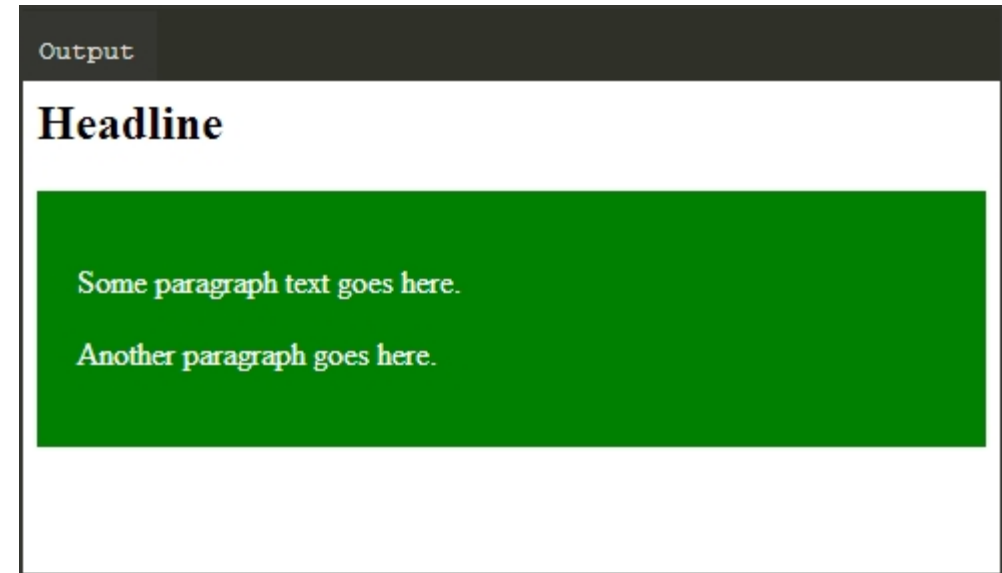 Output
Headline
Some paragraph text goes here.
Another paragraph goes here.